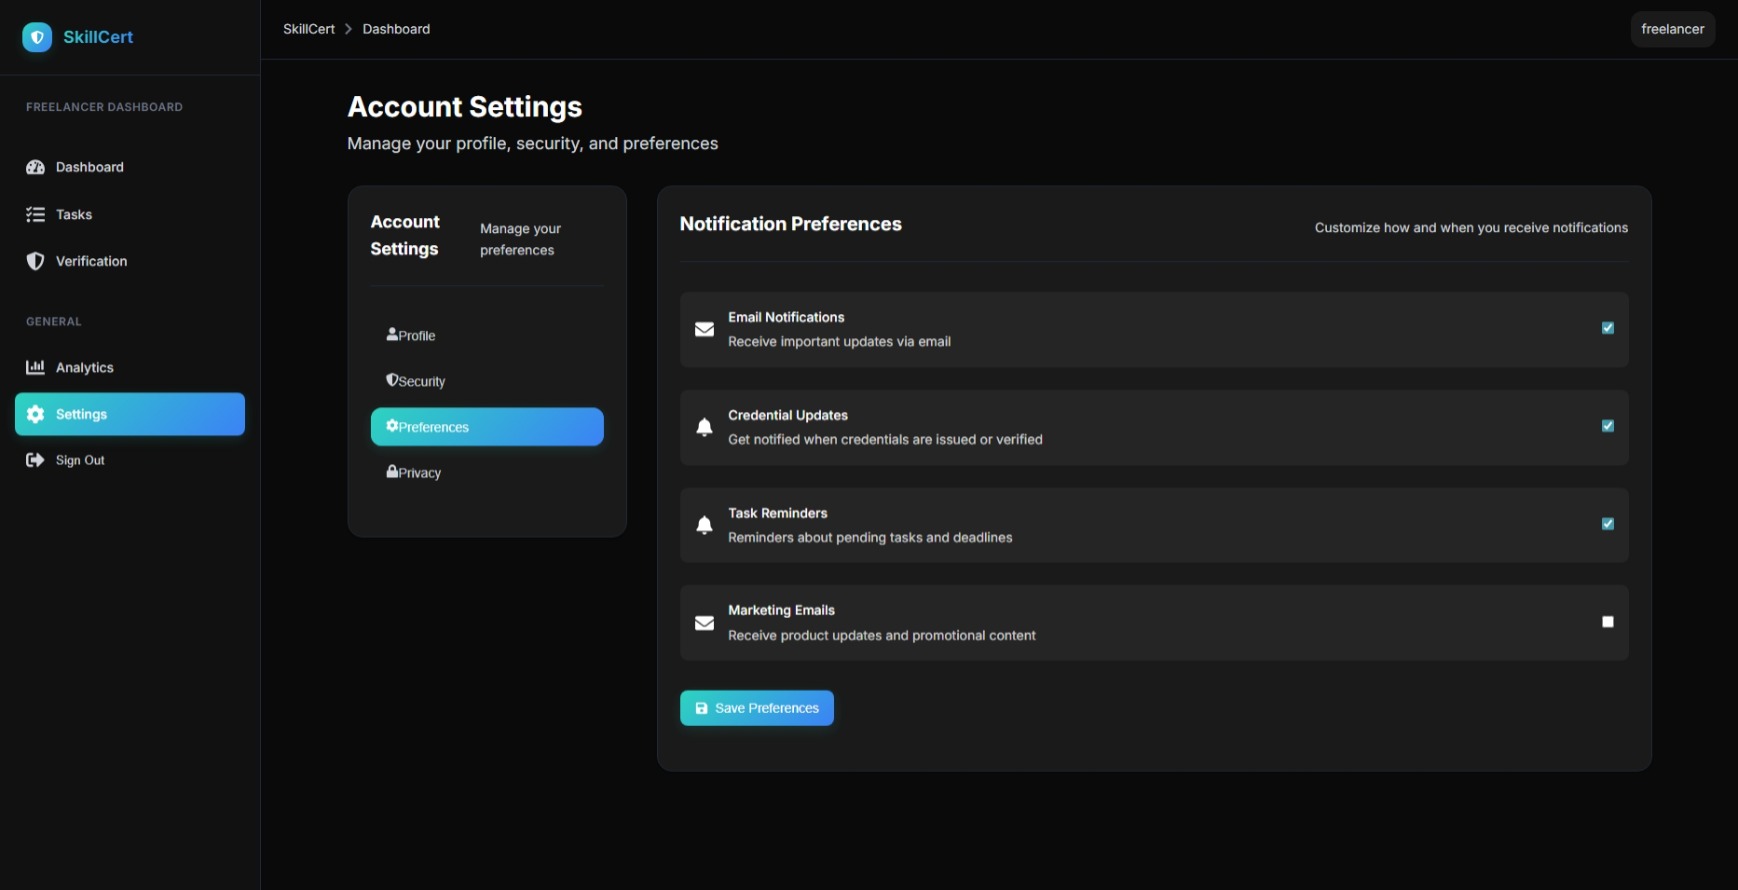 SkillCert
FREELANCER DASHBOARD
Dashboard
Tasks
Verification
GENERAL
Analytics
Settings
Sign Out
SkillCert
Dashboard
freelancer
Account Settings
Manage your profile, security, and preferences
Account
Settings
Manage your
preferences
Profile
Security
Preferences
Privacy
Notification Preferences
Customize how and when you receive notifications
Email Notifications
Receive important updates via email
Credential Updates
Get notified when credentials are issued or verified
Task Reminders
Reminders about pending tasks and deadlines
Marketing Emails
Receive product updates and promotional content
Save Preferences